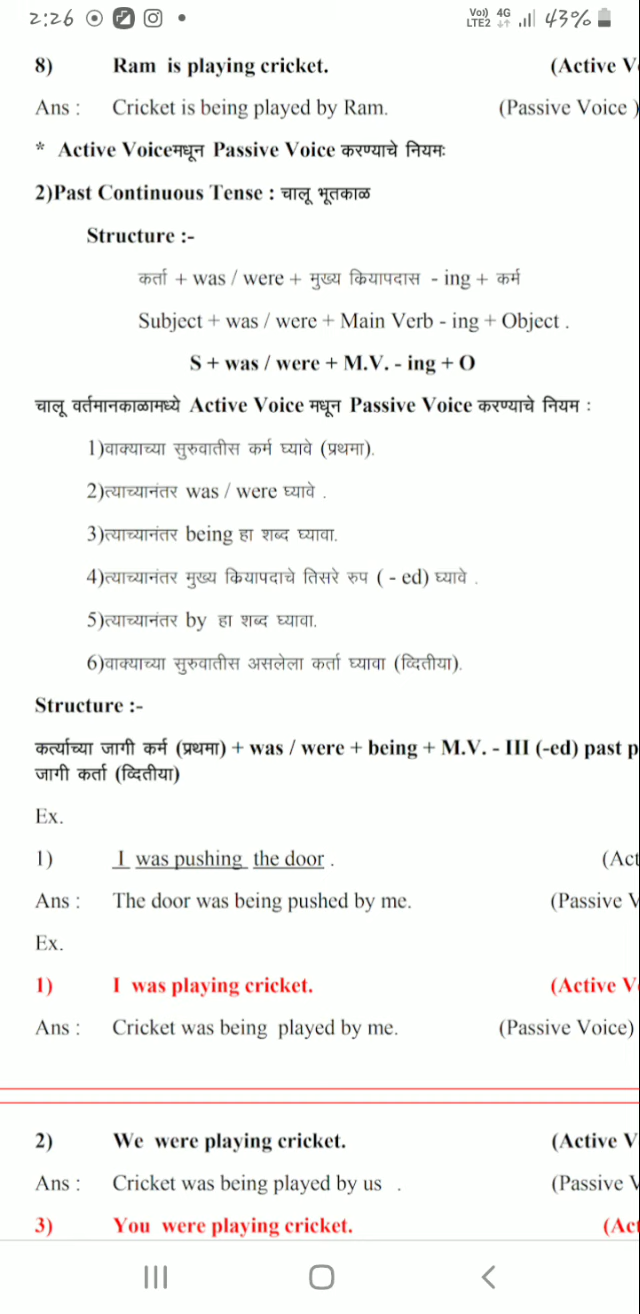 2:26 Vo)) 4G LTE2 43%
8) Ram is playing cricket. (Active V
Ans : Cricket is being played by Ram. (Passive Voice )
* Active Voiceमधून Passive Voice करण्याचे नियमः
2)Past Continuous Tense : चालू भूतकाळ
Structure :-
कर्ता + was / were + मुख्य कियापदास - ing + कर्म
Subject + was / were + Main Verb - ing + Object .
S + was / were + M.V. - ing + O
चालू वर्तमानकाळामध्ये Active Voice मधून Passive Voice करण्याचे नियम :
1)वाक्याच्या सुरुवातीस कर्म घ्यावे (प्रथमा).
2)त्याच्यानंतर was / were घ्यावे .
3)त्याच्यानंतर being हा शब्द घ्यावा.
4)त्याच्यानंतर मुख्य कियापदाचे तिसरे रुप ( - ed) घ्यावे .
5)त्याच्यानंतर by हा शब्द घ्यावा.
6)वाक्याच्या सुरुवातीस असलेला कर्ता घ्यावा (व्दितीया).
Structure :-
कर्त्याच्या जागी कर्म (प्रथमा) + was / were + being + M.V. - III (-ed) past p
जागी कर्ता (व्दितीया)
Ex.
1) I was pushing the door . (Act
Ans : The door was being pushed by me. (Passive V
Ex.
1) I was playing cricket. (Active V
Ans : Cricket was being played by me. (Passive Voice)
2) We were playing cricket. (Active V
Ans : Cricket was being played by us . (Passive V
3) You were playing cricket. (Act